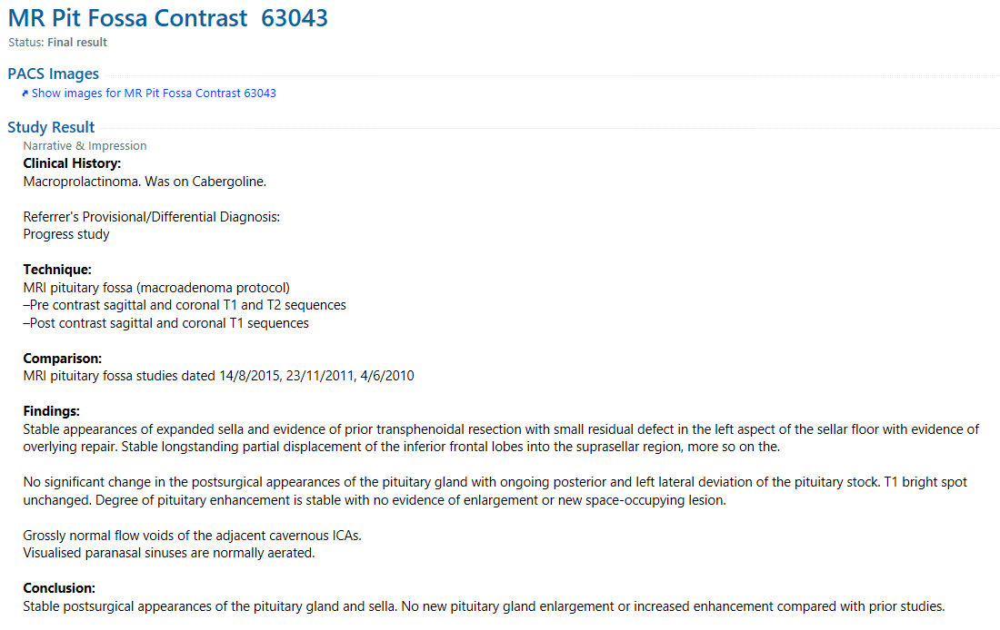 MR Pit Fossa Contrast 63043
Status: Final result
PACS Images
Show images for MR Pit Fossa Contrast 63043
Study Result
Narrative & Impression
Clinical History:
Macroprolactinoma. Was on Cabergoline.
Referrer's Provisional/Differential Diagnosis:
Progress study
Technique:
MRI pituitary fossa (macroadenoma protocol)
–Pre contrast sagittal and coronal T1 and T2 sequences
–Post contrast sagittal and coronal T1 sequences
Comparison:
MRI pituitary fossa studies dated 14/8/2015, 23/11/2011, 4/6/2010
Findings:
Stable appearances of expanded sella and evidence of prior transphenoidal resection with small residual defect in the left aspect of the sellar floor with evidence of
overlying repair. Stable longstanding partial displacement of the inferior frontal lobes into the suprasellar region, more so on the.
No significant change in the postsurgical appearances of the pituitary gland with ongoing posterior and left lateral deviation of the pituitary stock. T1 bright spot
unchanged. Degree of pituitary enhancement is stable with no evidence of enlargement or new space-occupying lesion.
Grossly normal flow voids of the adjacent cavernous ICAs.
Visualised paranasal sinuses are normally aerated.
Conclusion:
Stable postsurgical appearances of the pituitary gland and sella. No new pituitary gland enlargement or increased enhancement compared with prior studies.